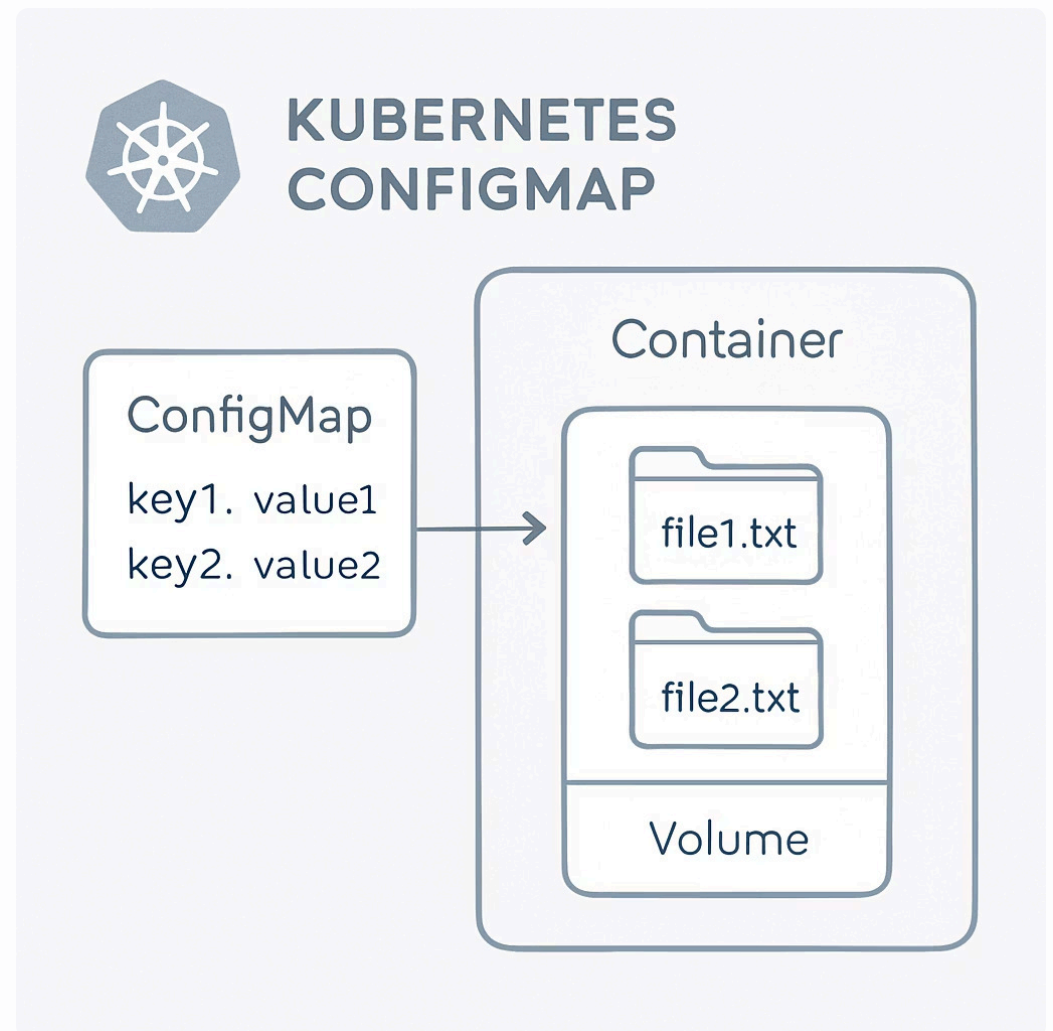 KUBERNETES
CONFIGMAP
ConfigMap
key1. value1
key2. value2
Container
file1.txt
file2.txt
Volume